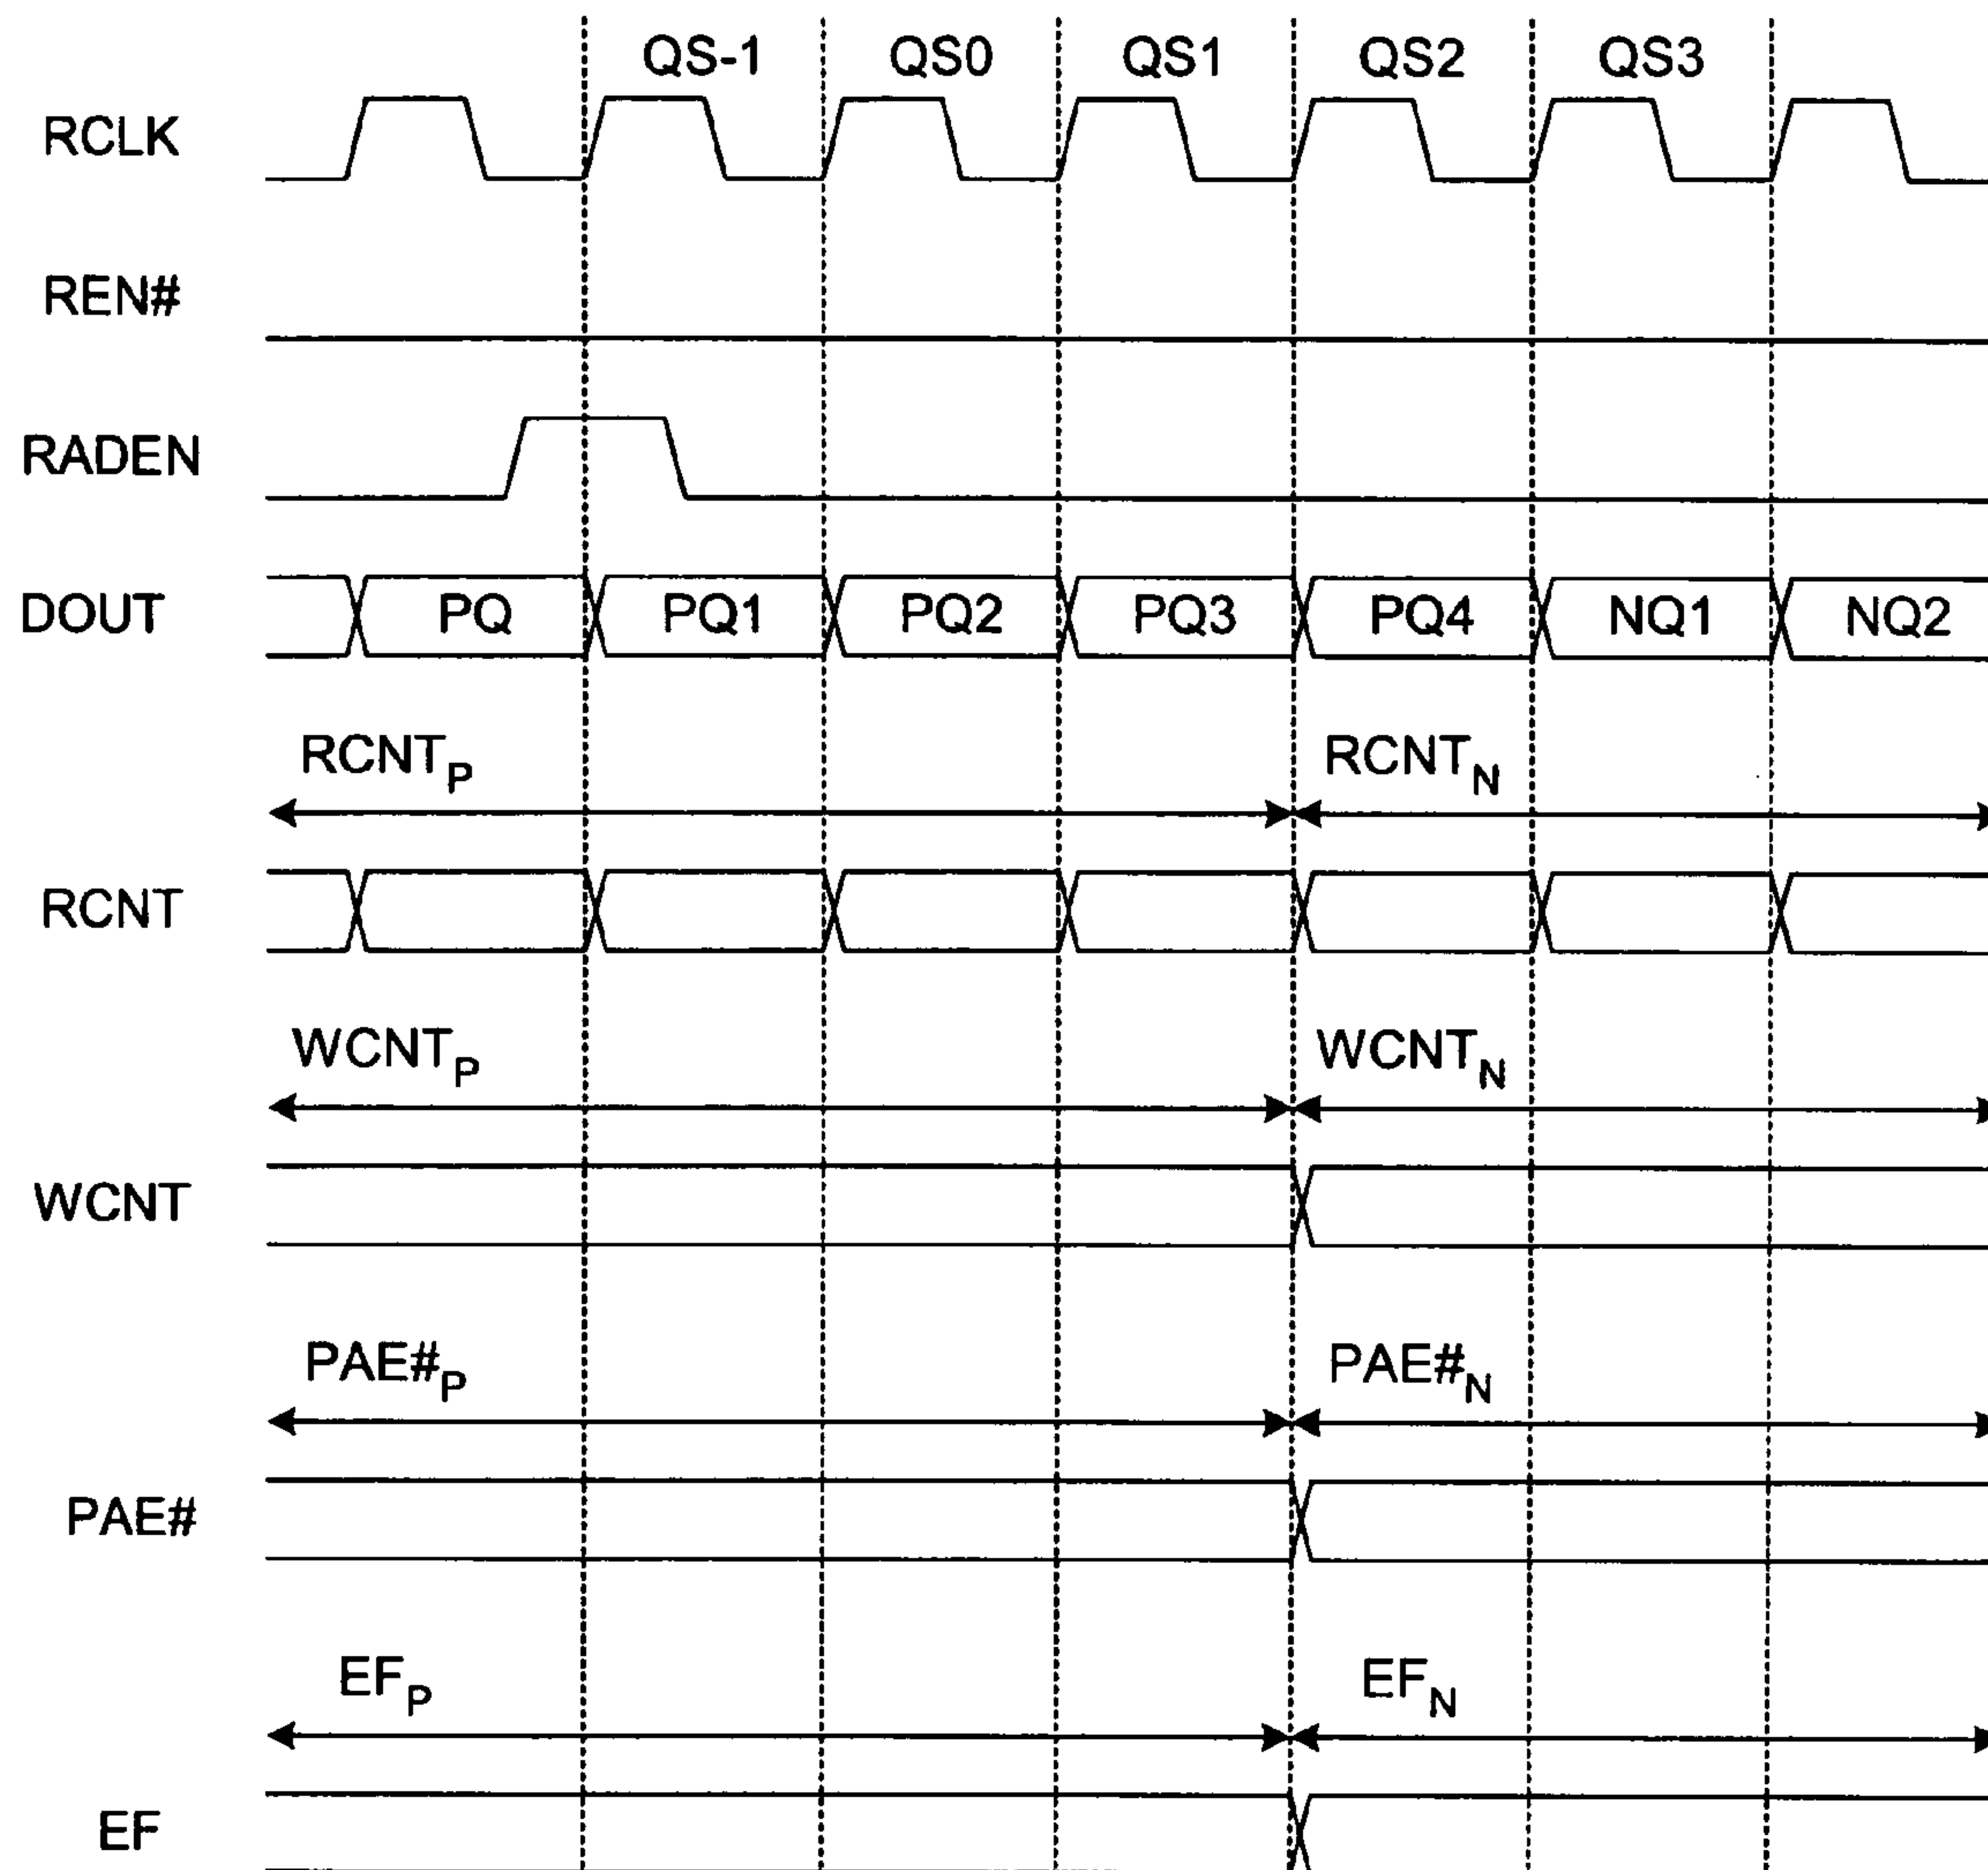 QS-1 QS0 QS1 QS2 QS3
RCLK
REN#
RADEN
DOUT PQ PQ1 PQ2 PQ3 PQ4 NQ1 NQ2
RCNTP RCNTN
RCNT
WCNTP WCNTN
WCNT
PAE#P PAE#N
PAE#
EFP EFN
EF